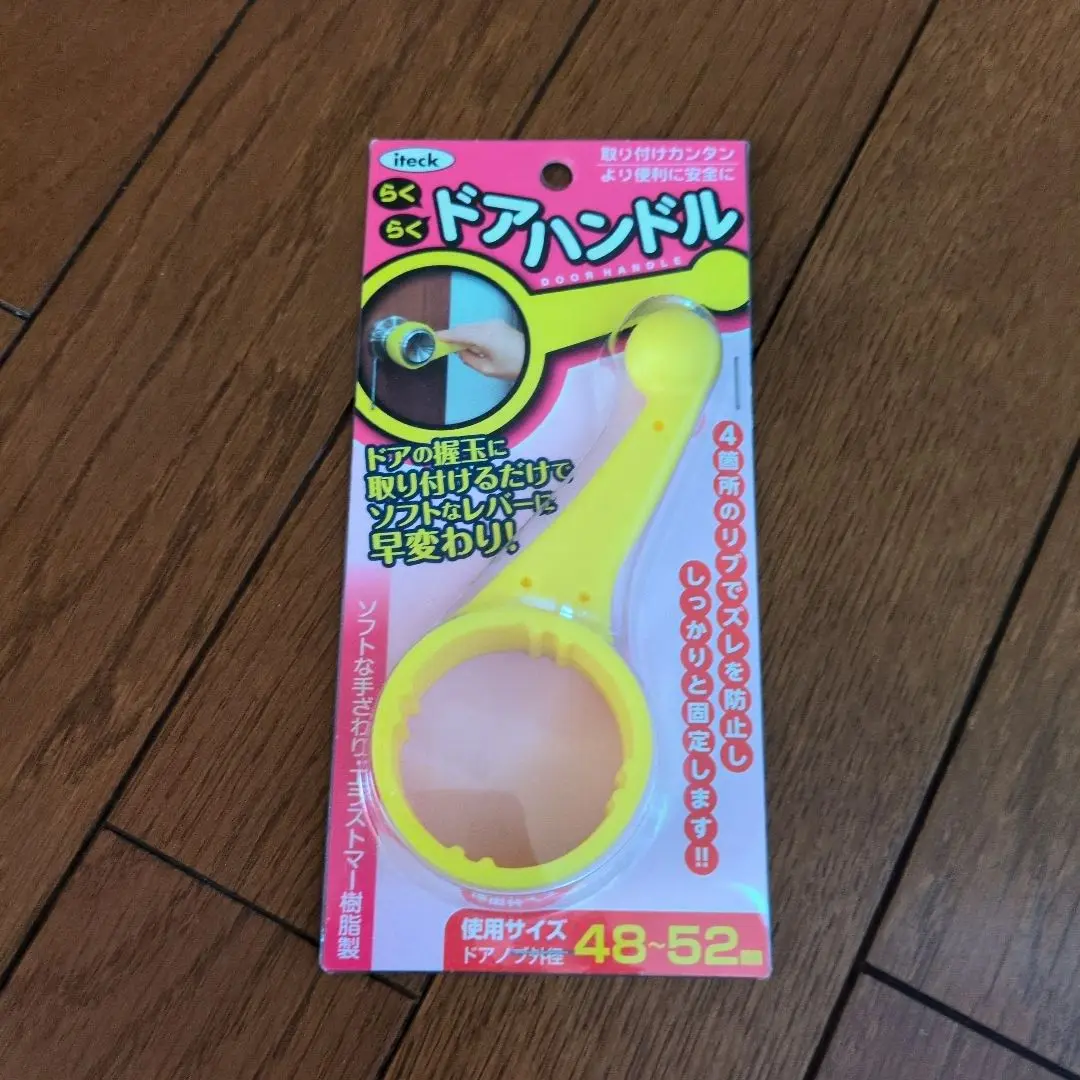 iteck
取り付けカンタン
より便利に安全に
らく
らく
ドアハンドル
DOOR HANDLE
ドアの握玉に
取り付けるだけで
ソフトなレバーに
早変わり!
4箇所のリブでズレを防止し
しっかりと固定します!!
ソフトな手ざわり:エラストマー樹脂製
使用サイズ
ドアノブ外径
48~52㎜